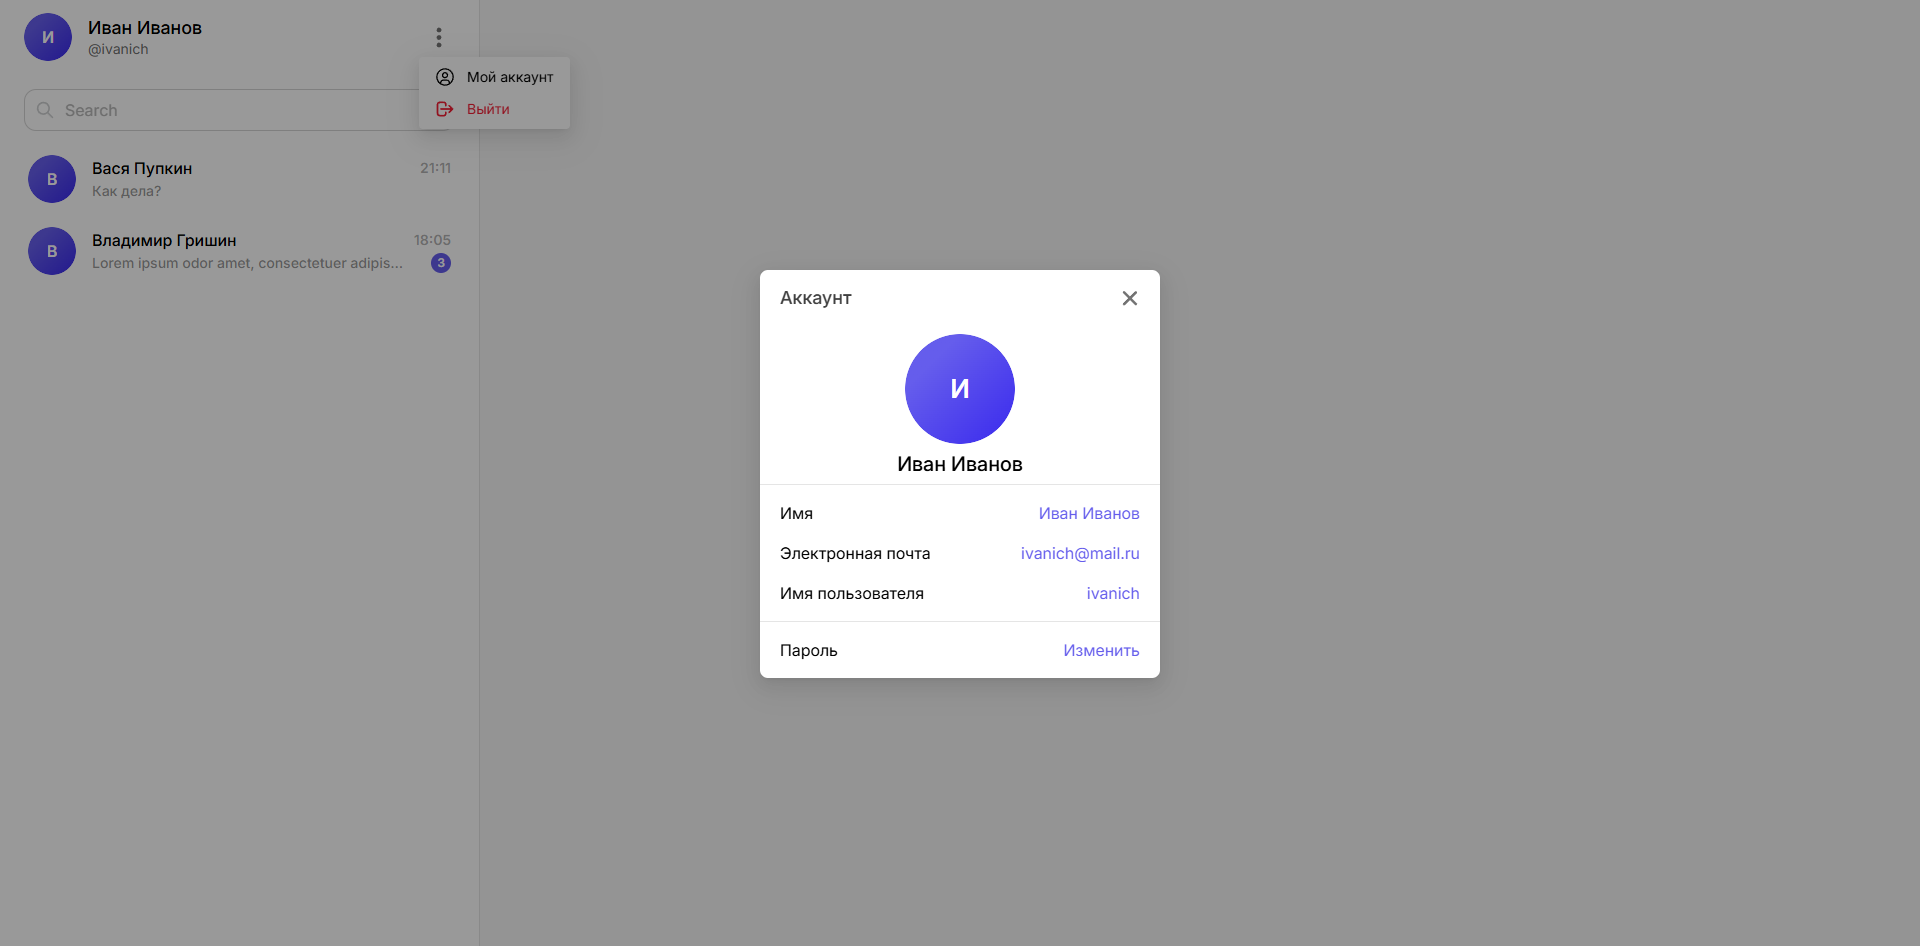 И
Иван Иванов
@ivanich
Мой аккаунт
Выйти
Search
В
Вася Пупкин
21:11
Как дела?
В
Владимир Гришин
18:05
Lorem ipsum odor amet, consectetuer adipis...
3
Аккаунт
И
Иван Иванов
Имя
Иван Иванов
Электронная почта
ivanich@mail.ru
Имя пользователя
ivanich
Пароль
Изменить